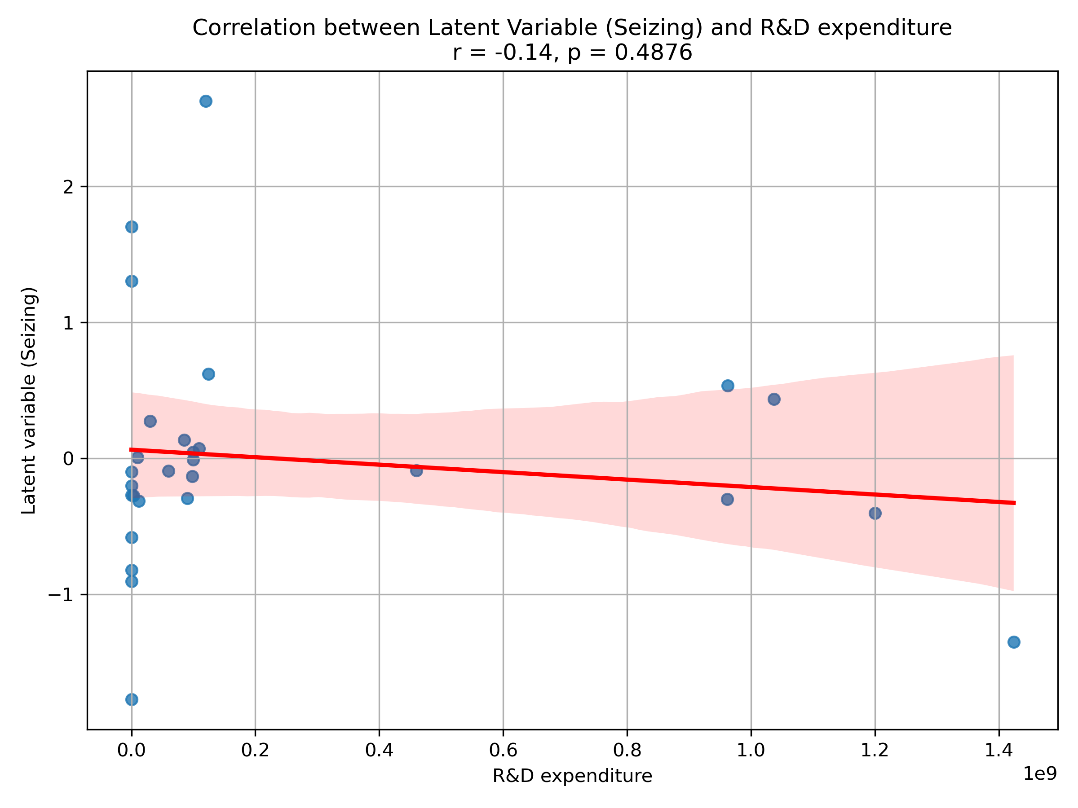 Correlation between Latent Variable (Seizing) and R&D expenditure
r = -0.14, p = 0.4876
Latent variable (Seizing)
2
1
0
−1
0.0 0.2 0.4 0.6 0.8 1.0 1.2 1.4
1e9
R&D expenditure